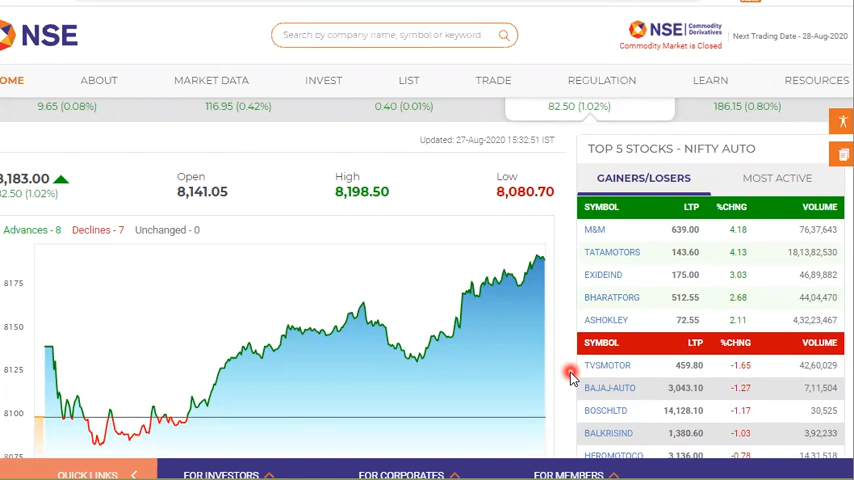 NSE
Search by company name, symbol or keyword
NSE Commodity Derivatives
Commodity Market is Closed
Next Trading Date - 28-Aug-2020
OME
ABOUT
MARKET DATA
INVEST
LIST
TRADE
REGULATION
LEARN
RESOURCES
9.65 (0.08%)
116.95 (0.42%)
0.40 (0.01%)
82.50 (1.02%)
186.15 (0.80%)
Updated: 27-Aug-2020 15:32:51 IST
8,183.00
82.50 (1.02%)
Open
8,141.05
High
8,198.50
Low
8,080.70
Advances - 8 Declines - 7 Unchanged - 0
8175
8150
8125
8100
8075
TOP 5 STOCKS - NIFTY AUTO
GAINERS/LOSERS MOST ACTIVE
SYMBOL LTP %CHNG VOLUME
M&M 639.00 4.18 76,37,643
TATAMOTORS 143.60 4.13 18,13,82,530
EXIDEIND 175.00 3.03 46,89,882
BHARATFORG 512.55 2.68 44,04,470
ASHOKLEY 72.55 2.11 4,32,23,467
SYMBOL LTP %CHNG VOLUME
TVSMOTOR 459.80 -1.65 42,60,029
BAJAJ-AUTO 3,043.10 -1.27 7,11,504
BOSCHLTD 14,128.10 -1.17 30,525
BALKRISIND 1,380.60 -1.03 3,92,233
HEROMOTOCO 3,136.00 -0.78 14,31,518
QUICK LINKS
FOR INVESTORS
FOR CORPORATES
FOR MEMBERS